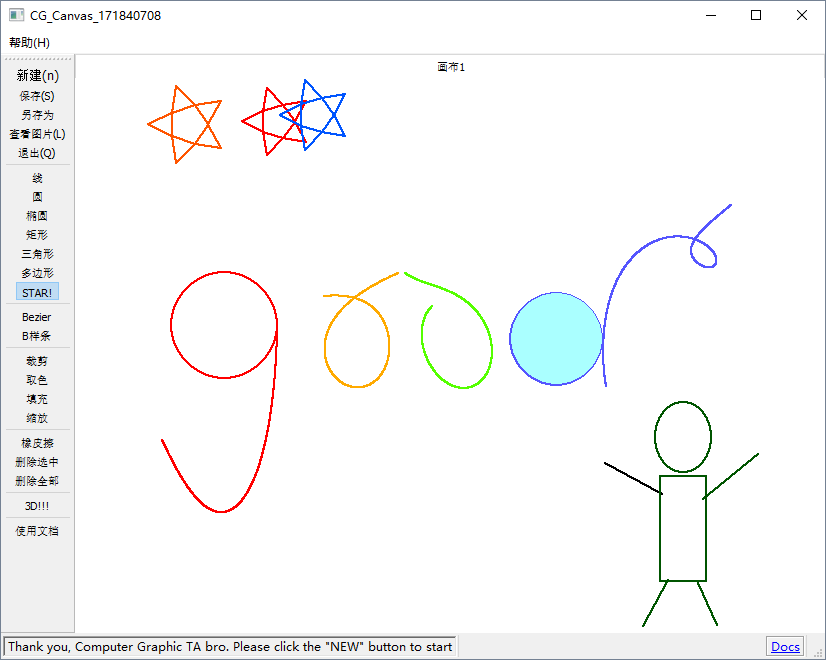 CG_Canvas_171840708
帮助(H)
画布1
新建(n)
保存(S)
另存为
查看图片(L)
退出(Q)
线
圆
椭圆
矩形
三角形
多边形
STAR!
Bezier
B样条
裁剪
取色
填充
缩放
橡皮擦
删除选中
删除全部
3D!!!
使用文档
Thank you, Computer Graphic TA bro. Please click the "NEW" button to start
Docs